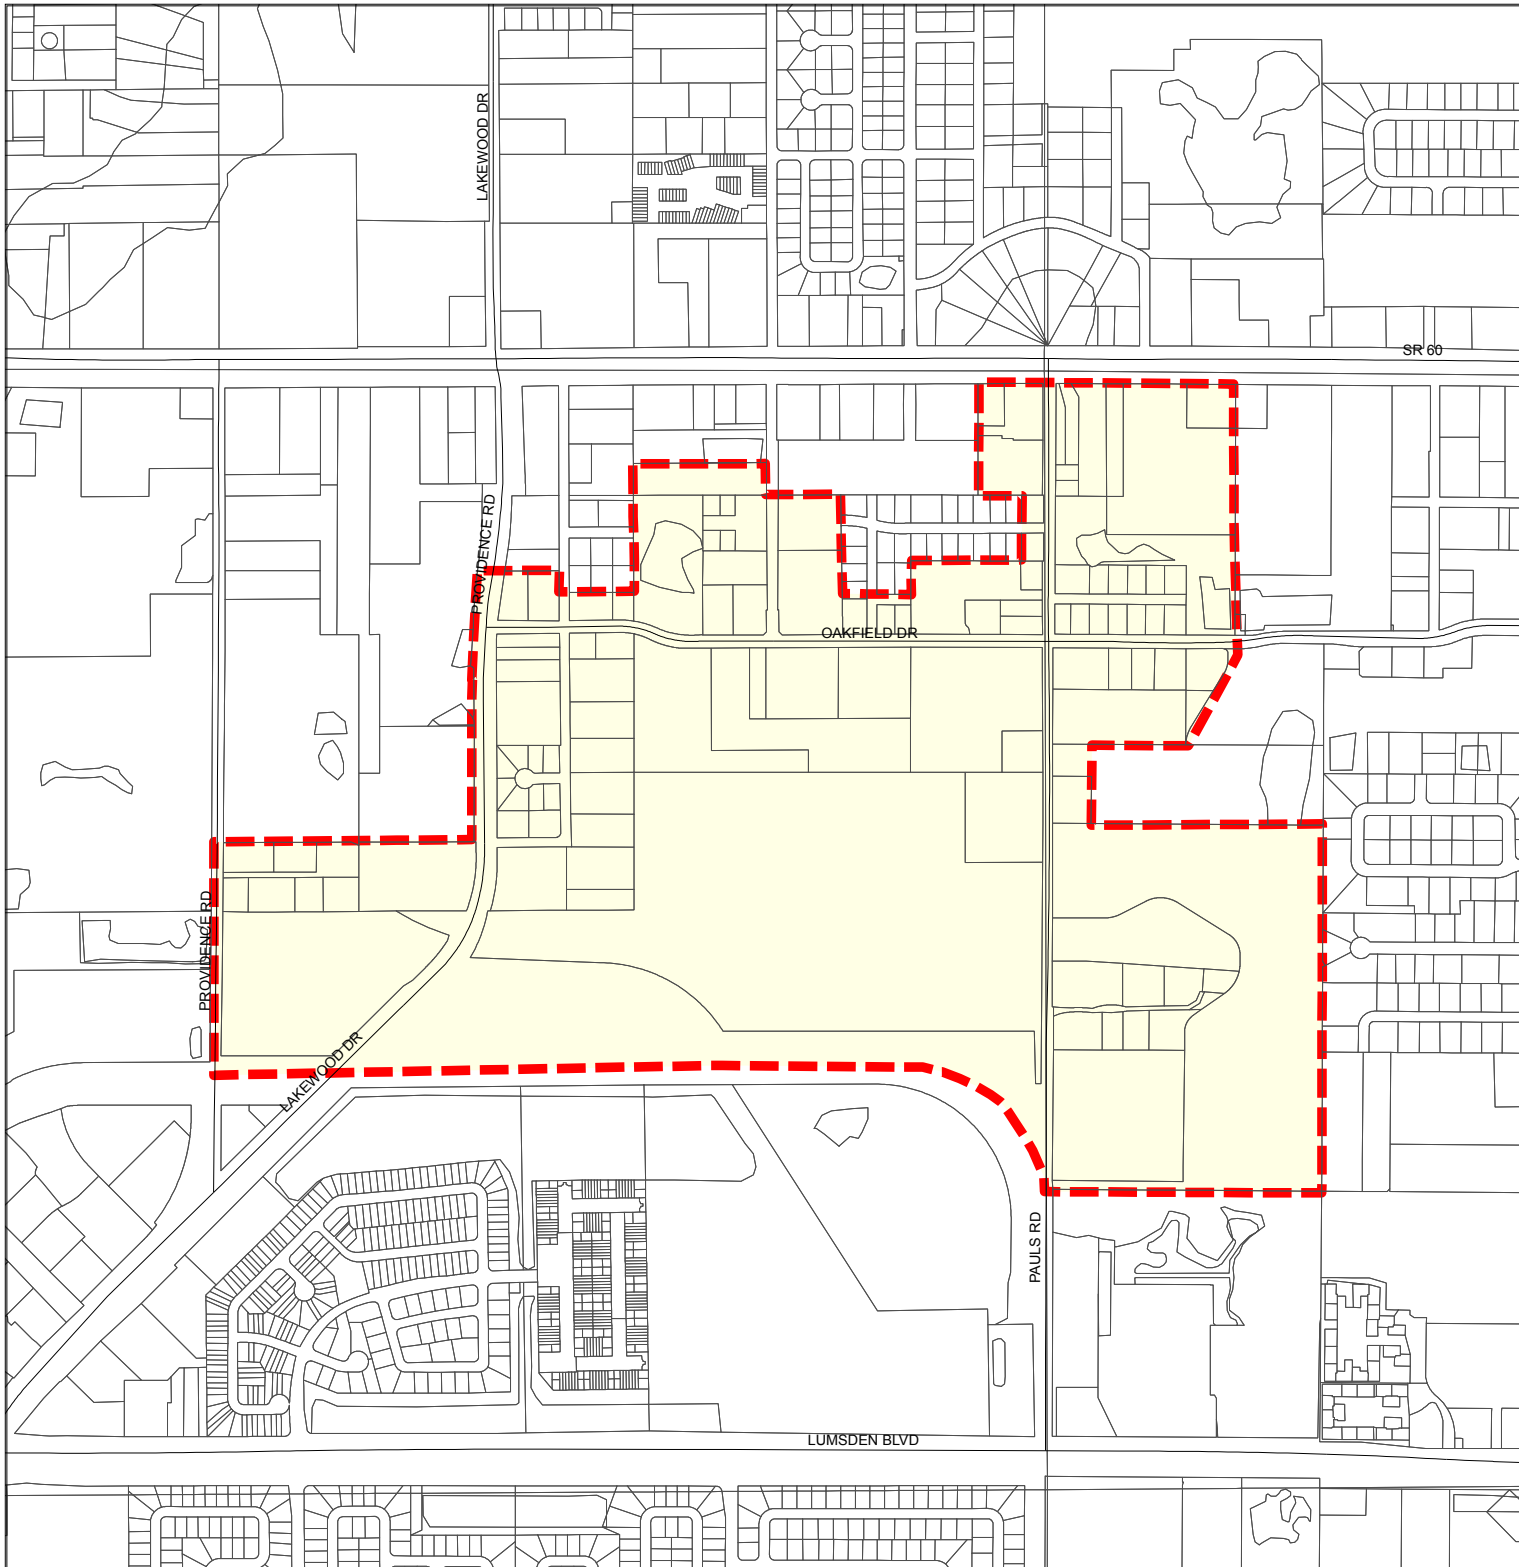 LAKEWOOD DR
SR 60
PROVIDENCE RD
OAKFIELD DR
PROVIDENCE RD
LAKEWOOD DR
PAULS RD
LUMSDEN BLVD